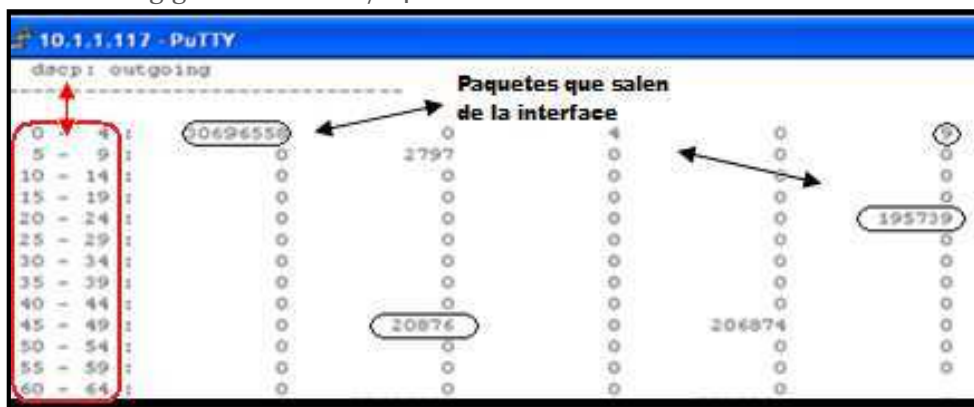 10.1.1.117 - PuTTY
dscp: outgoing
Paquetes que salen
de la interface
0 - 4 : 30696558 0 4 0 9
5 - 9 : 0 2797 0 0 0
10 - 14 : 0 0 0 0 0
15 - 19 : 0 0 0 0 0
20 - 24 : 0 0 0 0 195739
25 - 29 : 0 0 0 0 0
30 - 34 : 0 0 0 0 0
35 - 39 : 0 0 0 0 0
40 - 44 : 0 0 0 0 0
45 - 49 : 0 20876 0 206874 0
50 - 54 : 0 0 0 0 0
55 - 59 : 0 0 0 0 0
60 - 64 : 0 0 0 0